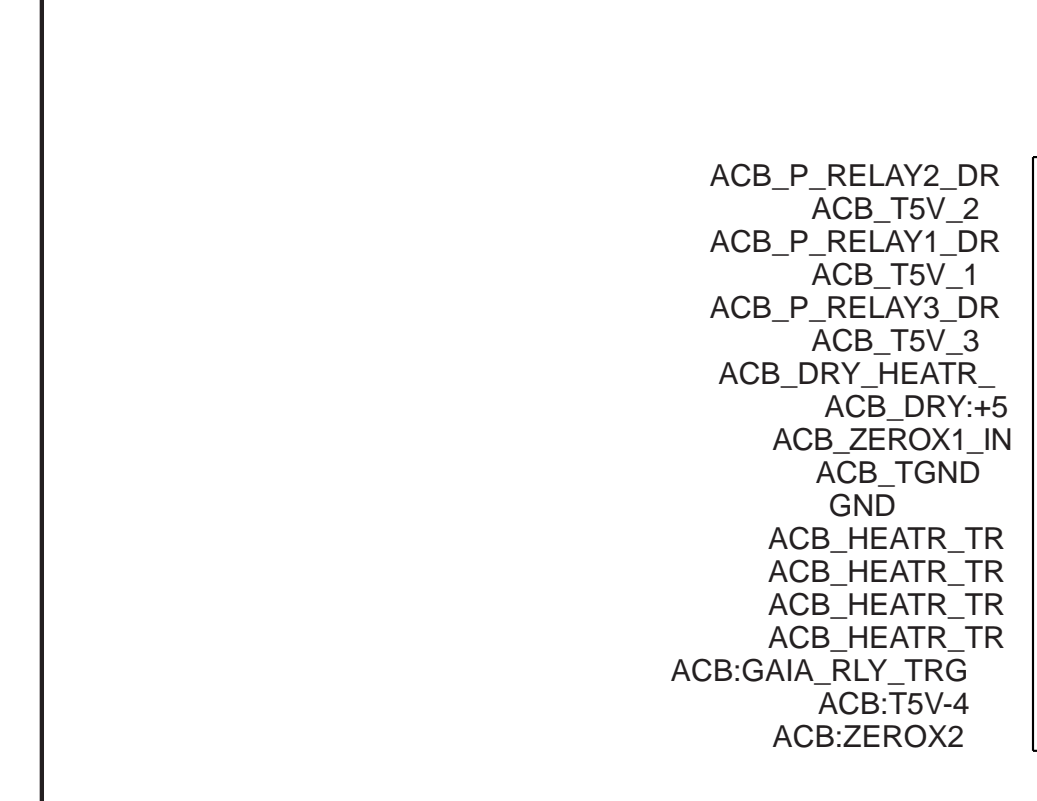 ACB_P_RELAY2_DR
ACB_T5V_2
ACB_P_RELAY1_DR
ACB_T5V_1
ACB_P_RELAY3_DR
ACB_T5V_3
ACB_DRY_HEATR_
ACB_DRY:+5
ACB_ZEROX1_IN
ACB_TGND
GND
ACB_HEATR_TR
ACB_HEATR_TR
ACB_HEATR_TR
ACB_HEATR_TR
ACB:GAIA_RLY_TRG
ACB:T5V-4
ACB:ZEROX2